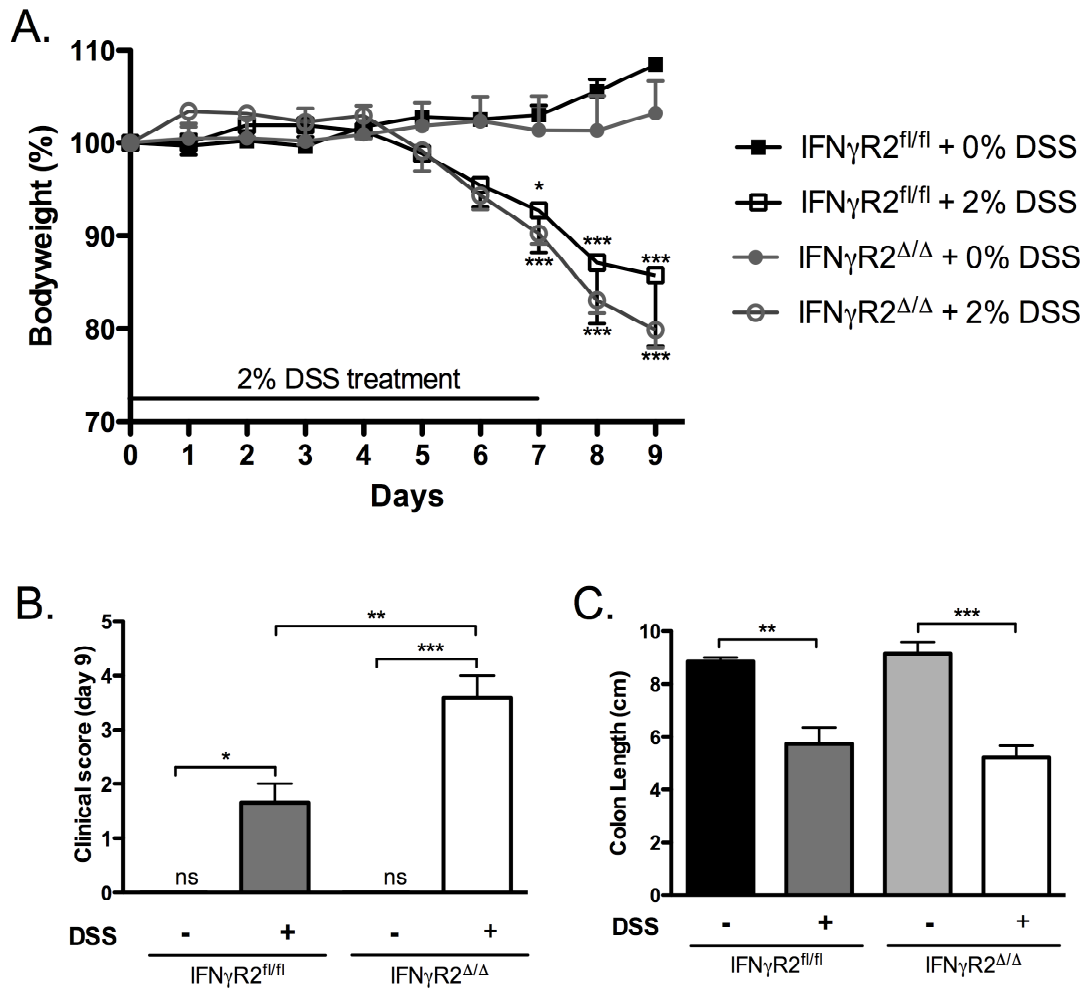 A.
110
100
90
80
70
Bodyweight (%)
*
***
***
***
***
***
2% DSS treatment
0 1 2 3 4 5 6 7 8 9
Days
IFNγR2fl/fl + 0% DSS
IFNγR2fl/fl + 2% DSS
IFNγR2Δ/Δ + 0% DSS
IFNγR2Δ/Δ + 2% DSS
B.
Clinical score (day 9)
5
4
3
2
1
0
**
***
*
ns
ns
DSS - + - +
IFNγR2fl/fl IFNγR2Δ/Δ
C.
Colon Length (cm)
10
8
6
4
2
0
**
***
DSS - + - +
IFNγR2fl/fl IFNγR2Δ/Δ